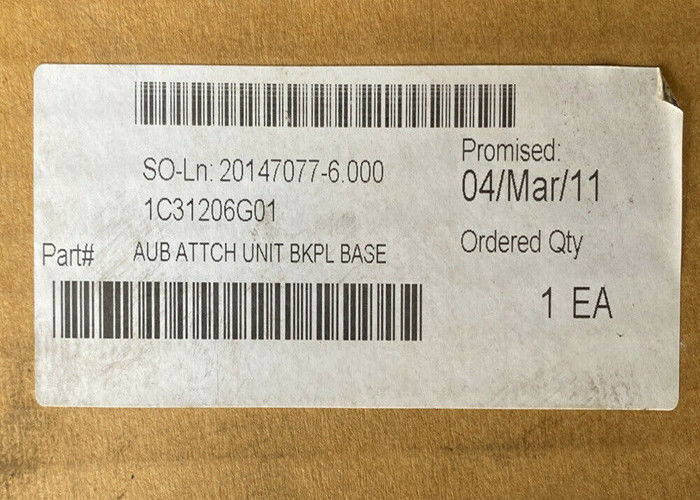 SO-Ln: 20147077-6.000
1C31206G01
Part# AUB ATTCH UNIT BKPL BASE
Promised:
04/Mar/11
Ordered Qty
1 EA